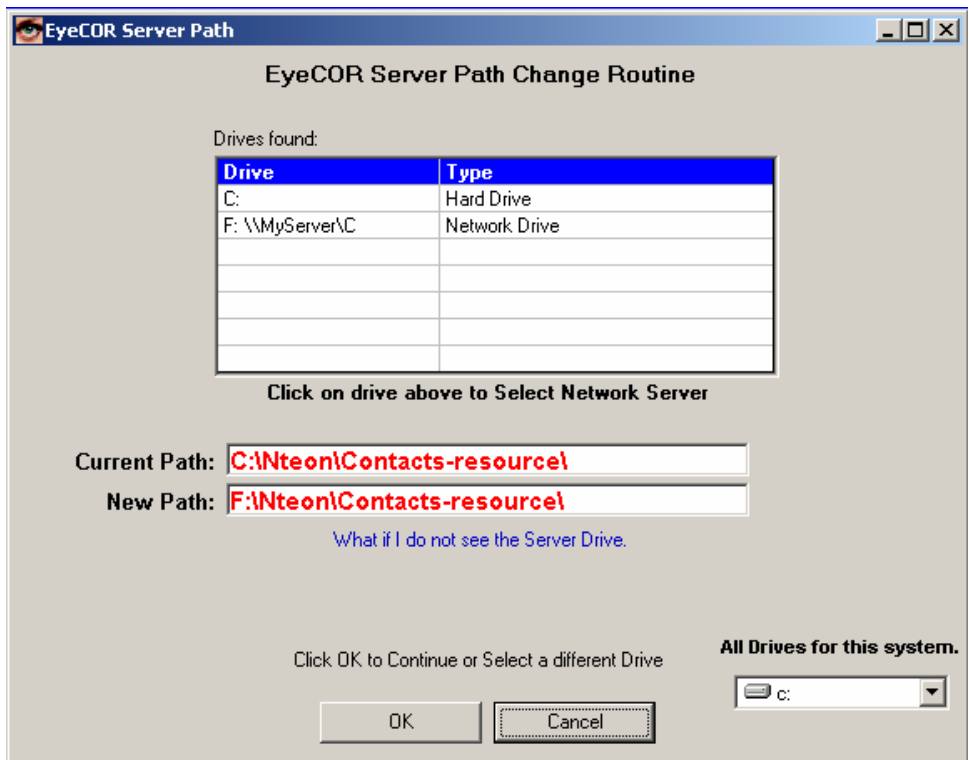 EyeCOR Server Path
EyeCOR Server Path Change Routine
Drives found:
Drive Type
C: Hard Drive
F: \\MyServer\C Network Drive
Click on drive above to Select Network Server
Current Path: C:\Nteon\Contacts-resource\
New Path: F:\Nteon\Contacts-resource\
What if I do not see the Server Drive.
All Drives for this system.
Click OK to Continue or Select a different Drive
c:
OK Cancel